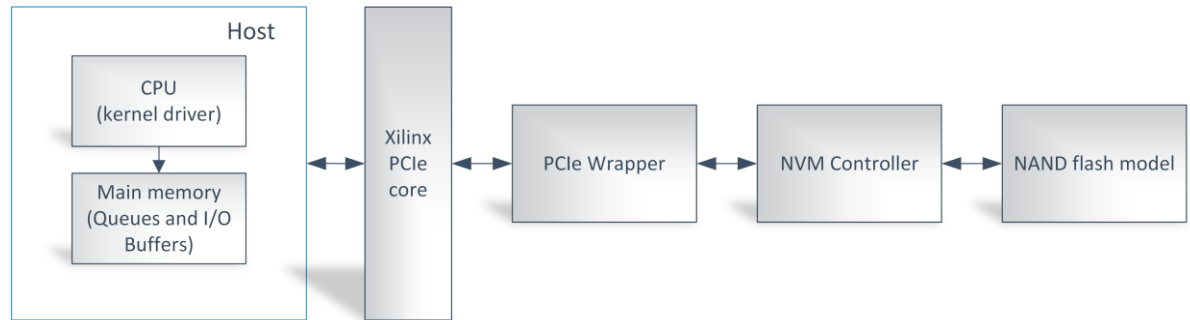 Host
CPU
(kernel driver)
Main memory
(Queues and I/O
Buffers)
Xilinx
PCIe
core
PCIe Wrapper
NVM Controller
NAND flash model